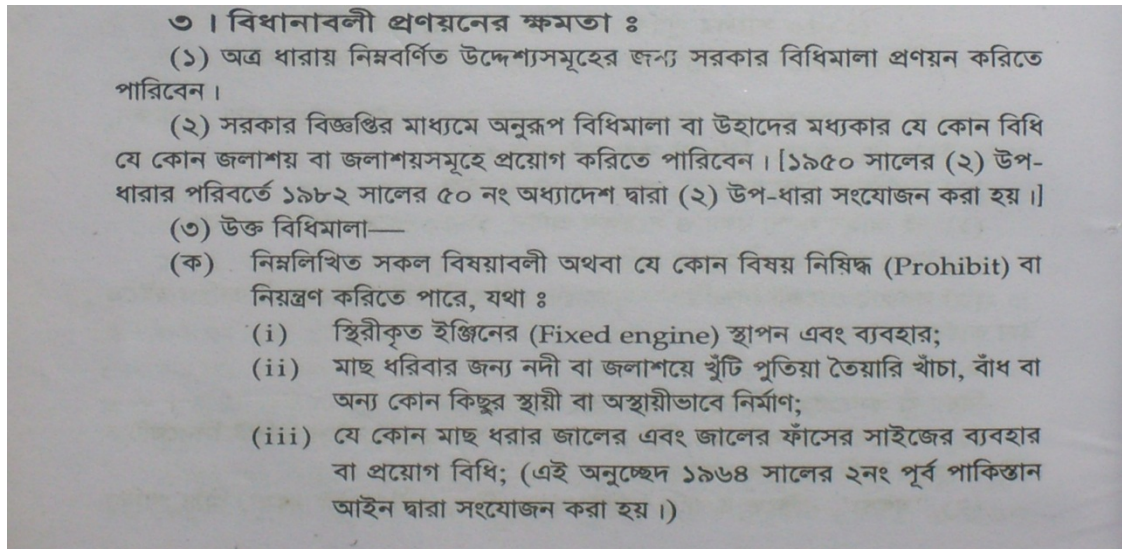 ৩ । বিধানাবলী প্রণয়নের ক্ষমতা ঃ
(১) অত্র ধারায় নিম্নবর্ণিত উদ্দেশ্যসমূহের জন্য সরকার বিধিমালা প্রণয়ন করিতে
পারিবেন ।
(২) সরকার বিজ্ঞপ্তির মাধ্যমে অনুরূপ বিধিমালা বা উহাদের মধ্যকার যে কোন বিধি
যে কোন জলাশয় বা জলাশয়সমূহে প্রয়োগ করিতে পারিবেন । [১৯৫০ সালের (২) উপ-
ধারার পরিবর্তে ১৯৮২ সালের ৫০ নং অধ্যাদেশ দ্বারা (২) উপ-ধারা সংযোজন করা হয় ।]
(৩) উক্ত বিধিমালা—
(ক) নিম্নলিখিত সকল বিষয়াবলী অথবা যে কোন বিষয় নিষিদ্ধ (Prohibit) বা
নিয়ন্ত্রণ করিতে পারে, যথা ঃ
(i) স্থিরীকৃত ইঞ্জিনের (Fixed engine) স্থাপন এবং ব্যবহার;
(ii) মাছ ধরিবার জন্য নদী বা জলাশয়ে খুঁটি পুতিয়া তৈয়ারি খাঁচা, বাঁধ বা
অন্য কোন কিছুর স্থায়ী বা অস্থায়ীভাবে নির্মাণ;
(iii) যে কোন মাছ ধরার জালের এবং জালের ফাঁসের সাইজের ব্যবহার
বা প্রয়োগ বিধি; (এই অনুচ্ছেদ ১৯৬৪ সালের ২নং পূর্ব পাকিস্তান
আইন দ্বারা সংযোজন করা হয় ।)